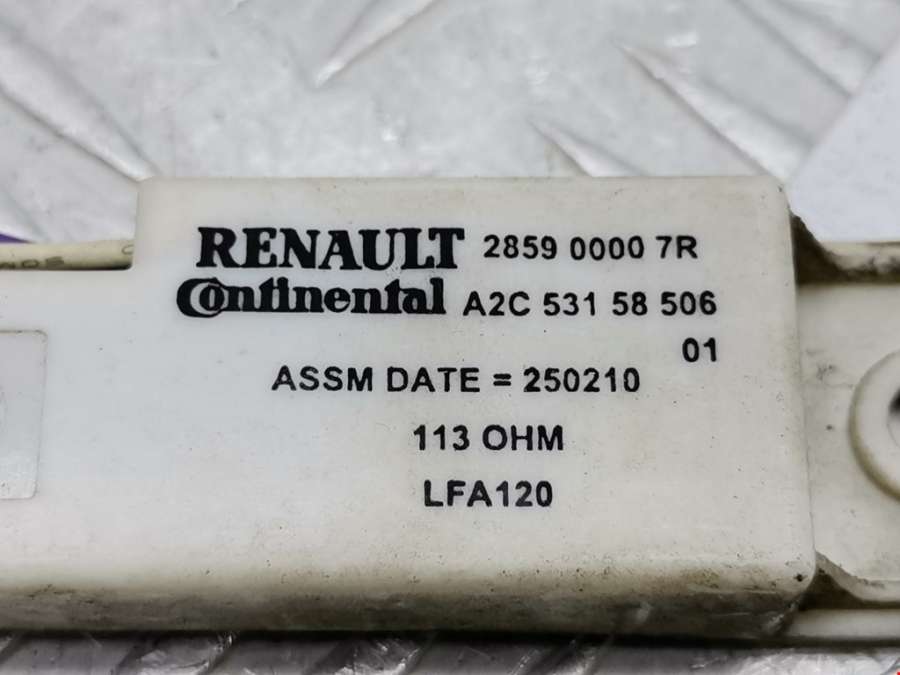 RENAULT 2859 0000 7R
Continental A2C 531 58 506
01
ASSM DATE = 250210
113 OHM
LFA120